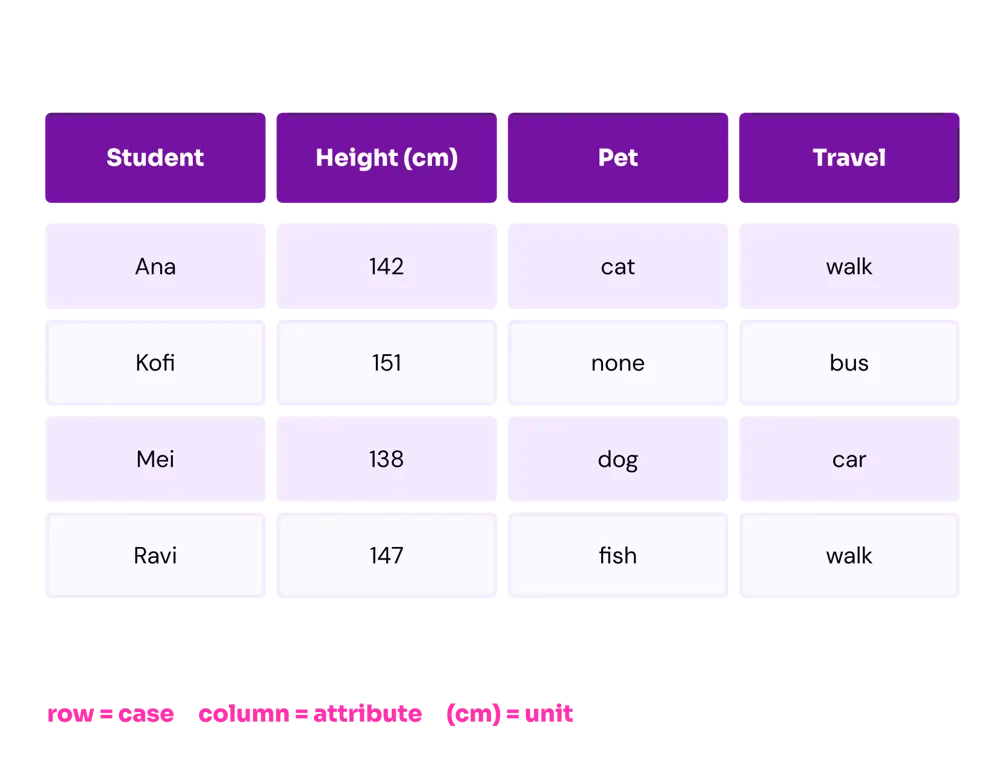 Student Height (cm) Pet Travel
Ana 142 cat walk
Kofi 151 none bus
Mei 138 dog car
Ravi 147 fish walk
row = case column = attribute (cm) = unit